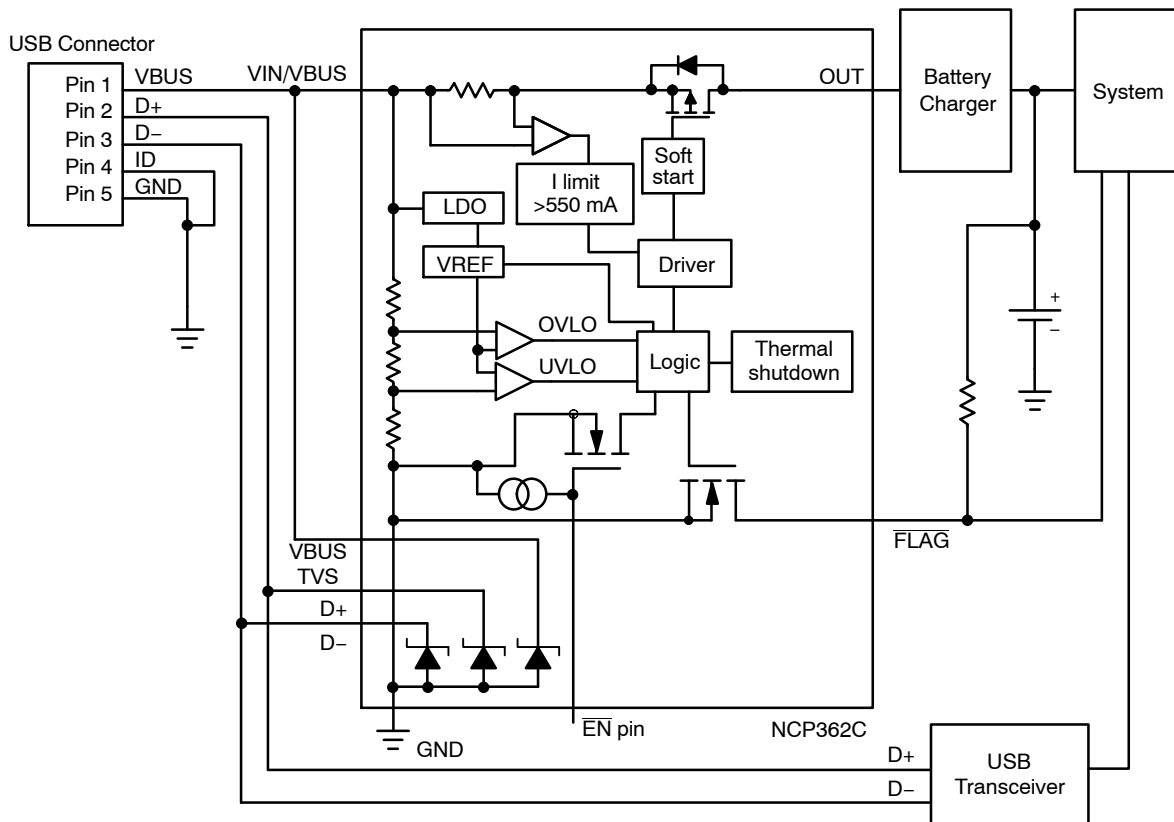 USB Connector
Pin 1
Pin 2
Pin 3
Pin 4
Pin 5
VBUS
D+
D−
ID
GND
VIN/VBUS
OUT
Battery
Charger
System
Soft
start
I limit
>550 mA
LDO
VREF
Driver
OVLO
UVLO
Logic
Thermal
shutdown
+
−
FLAG
VBUS
TVS
D+
D−
GND
EN pin
NCP362C
D+
D−
USB
Transceiver